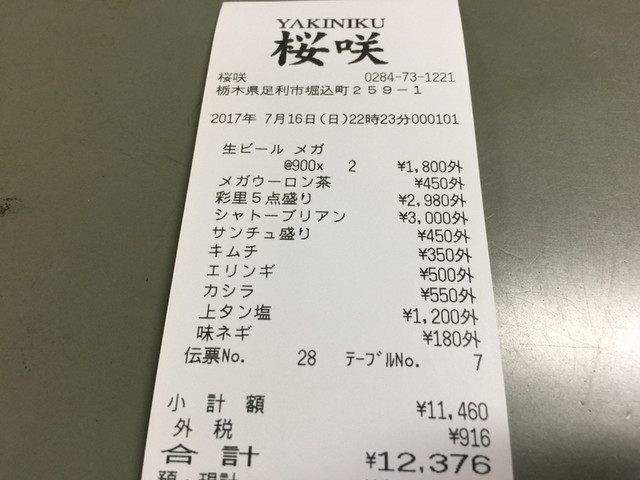 YAKINIKU
桜咲
桜咲 0284-73-1221
栃木県足利市堀込町259-1
2017年 7月16日(日)22時23分000101
生ビール メガ
@900x 2 ¥1,800外
メガウーロン茶 ¥450外
彩里5点盛り ¥2,980外
シャトーブリアン ¥3,000外
サンチュ盛り ¥450外
キムチ ¥350外
エリンギ ¥500外
カシラ ¥550外
上タン塩 ¥1,200外
味ネギ ¥180外
伝票No. 28 テーブルNo. 7
小計額 ¥11,460
外税 ¥916
合計 ¥12,376